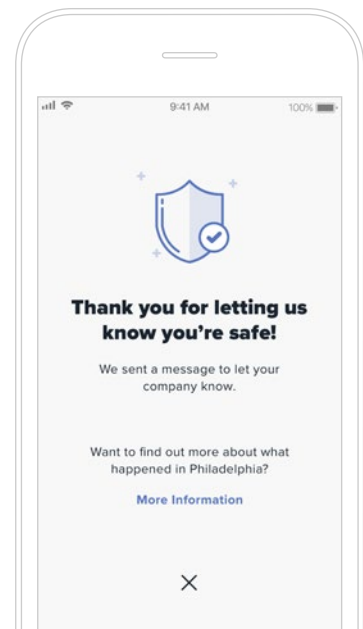 9:41 AM 100%
Thank you for letting us
know you're safe!
We sent a message to let your
company know.
Want to find out more about what
happened in Philadelphia?
More Information